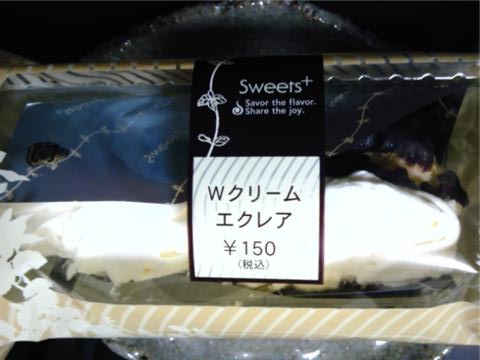 Sweets+
Savor the flavor.
Share the joy.
Wクリーム
エクレア
￥150
(税込)